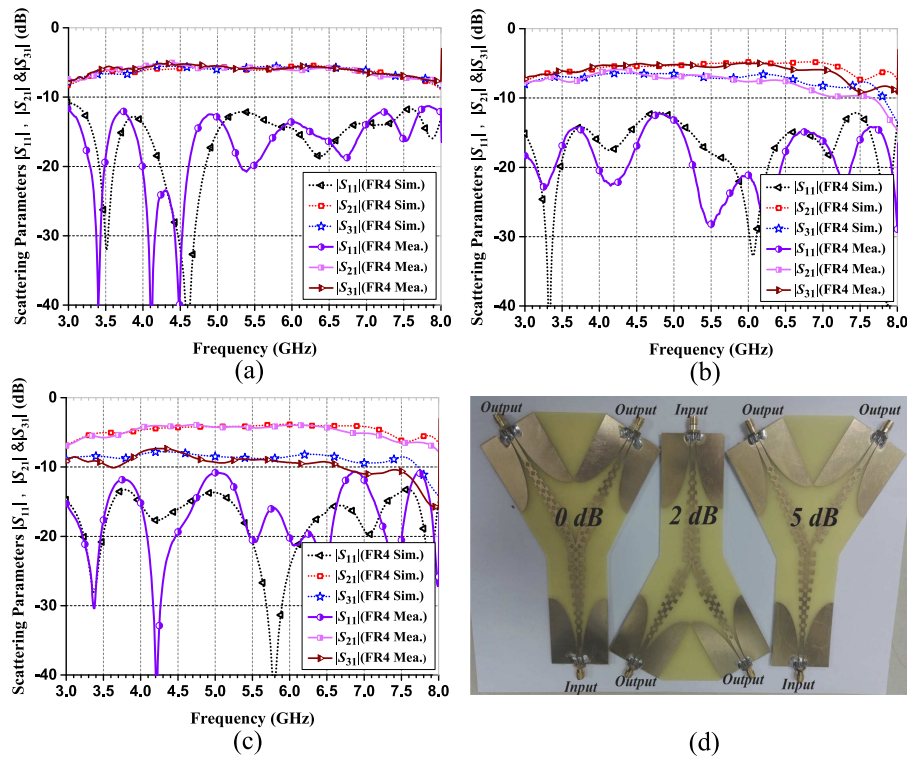 0
-10
-20
-30
-40
3.0 3.5 4.0 4.5 5.0 5.5 6.0 6.5 7.0 7.5 8.0
Scattering Parameters |S11| , |S21| &|S31| (dB)
Frequency (GHz)
|S11|(FR4 Sim.)
|S21|(FR4 Sim.)
|S31|(FR4 Sim.)
|S11|(FR4 Mea.)
|S21|(FR4 Mea.)
|S31|(FR4 Mea.)
(a)
0
-10
-20
-30
-40
3.0 3.5 4.0 4.5 5.0 5.5 6.0 6.5 7.0 7.5 8.0
Scattering Parameters |S11| , |S21| &|S31| (dB)
Frequency (GHz)
|S11|(FR4 Sim.)
|S21|(FR4 Sim.)
|S31|(FR4 Sim.)
|S11|(FR4 Mea.)
|S21|(FR4 Mea.)
|S31|(FR4 Mea.)
(b)
0
-10
-20
-30
-40
3.0 3.5 4.0 4.5 5.0 5.5 6.0 6.5 7.0 7.5 8.0
Scattering Parameters |S11| , |S21| &|S31| (dB)
Frequency (GHz)
|S11|(FR4 Sim.)
|S21|(FR4 Sim.)
|S31|(FR4 Sim.)
|S11|(FR4 Mea.)
|S21|(FR4 Mea.)
|S31|(FR4 Mea.)
(c)
Output Output Input Output Output
0 dB 2 dB 5 dB
Input Output Output Input
(d)